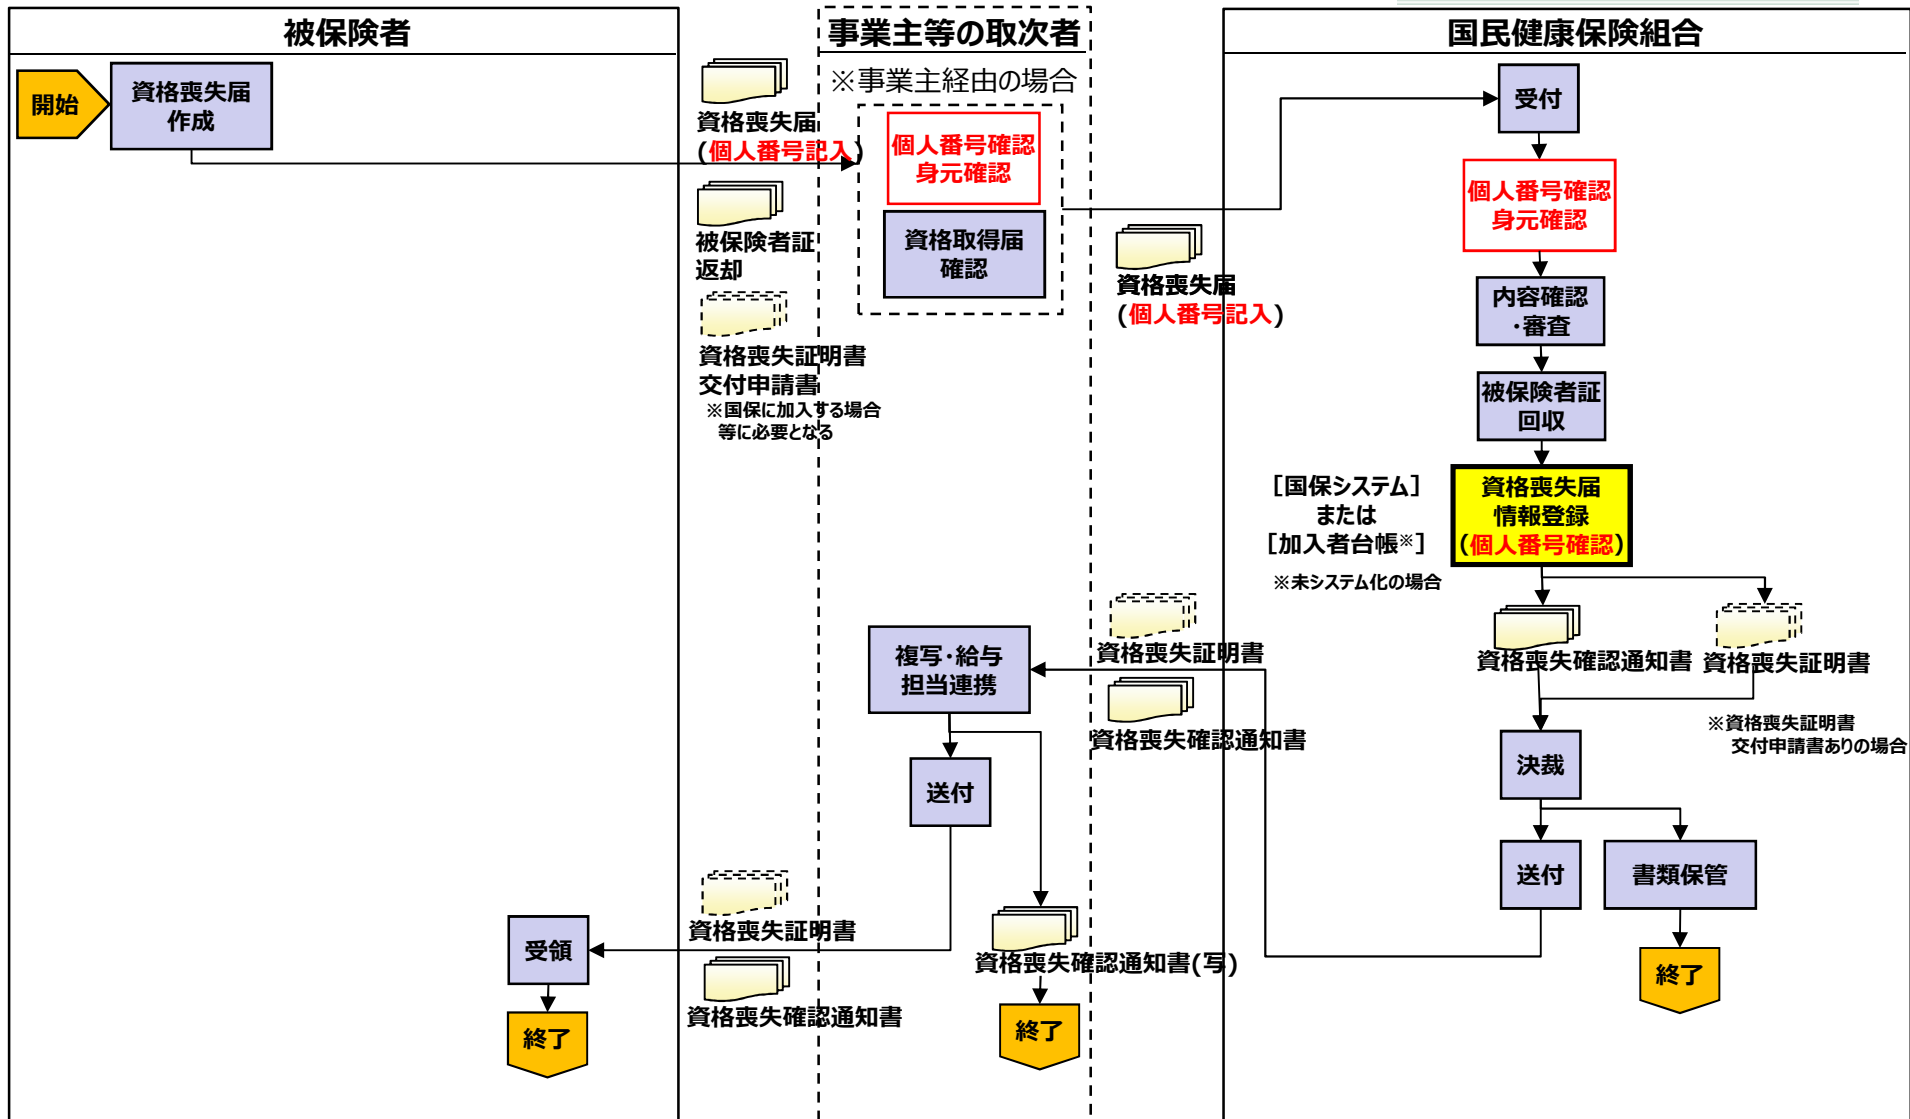 被保険者
事業主等の取次者
国民健康保険組合
開始
資格喪失届
作成
資格喪失届
(個人番号記入)
被保険者証
返却
資格喪失証明書
交付申請書
※国保に加入する場合
等に必要となる
※事業主経由の場合
個人番号確認
身元確認
資格取得届
確認
資格喪失届
(個人番号記入)
受付
個人番号確認
身元確認
内容確認
・審査
被保険者証
回収
[国保システム]
または
[加入者台帳※]
※未システム化の場合
資格喪失届
情報登録
(個人番号確認)
資格喪失確認通知書
資格喪失証明書
※資格喪失証明書
交付申請書ありの場合
決裁
送付
書類保管
終了
資格喪失証明書
資格喪失確認通知書
複写・給与
担当連携
送付
資格喪失確認通知書(写)
終了
資格喪失証明書
資格喪失確認通知書
受領
終了